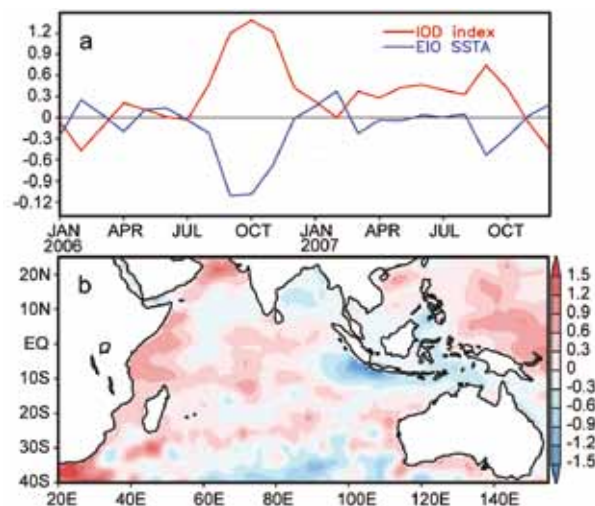 a
IOD index
EIO SSTA
1.2
0.9
0.6
0.3
0
-0.3
-0.6
-0.9
-0.12
JAN APR JUL OCT JAN APR JUL OCT
2006 2007
b
20N
10N
EQ
10S
20S
30S
40S
20E 40E 60E 80E 100E 120E 140E
1.5
1.2
0.9
0.6
0.3
0
-0.3
-0.6
-0.9
-1.2
-1.5